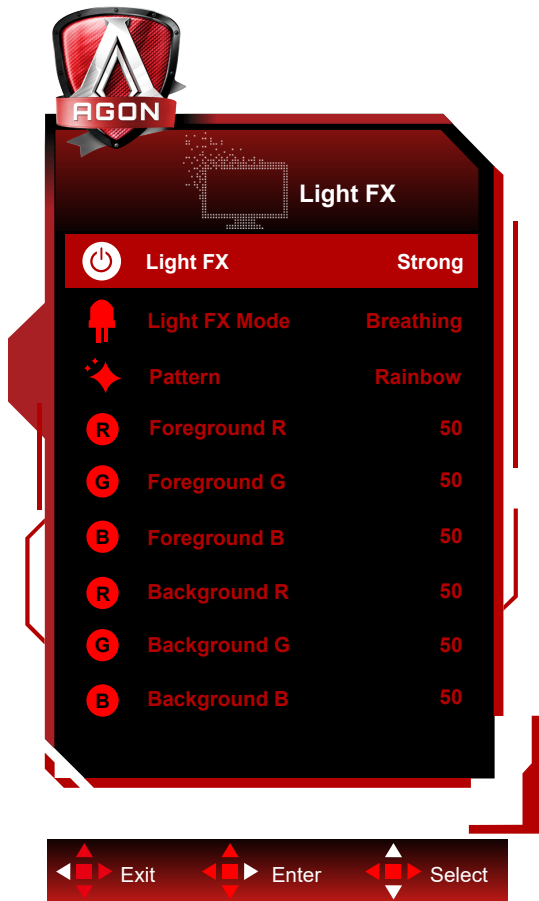 AGON
Light FX
Light FX Strong
Light FX Mode Breathing
Pattern Rainbow
R Foreground R 50
G Foreground G 50
B Foreground B 50
R Background R 50
G Background G 50
B Background B 50
Exit Enter Select